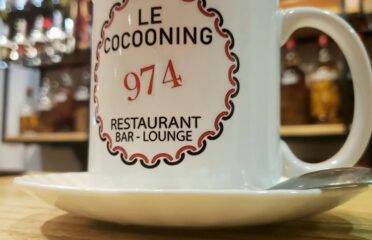 LE
COCOONING
974
RESTAURANT
BAR - LOUNGE